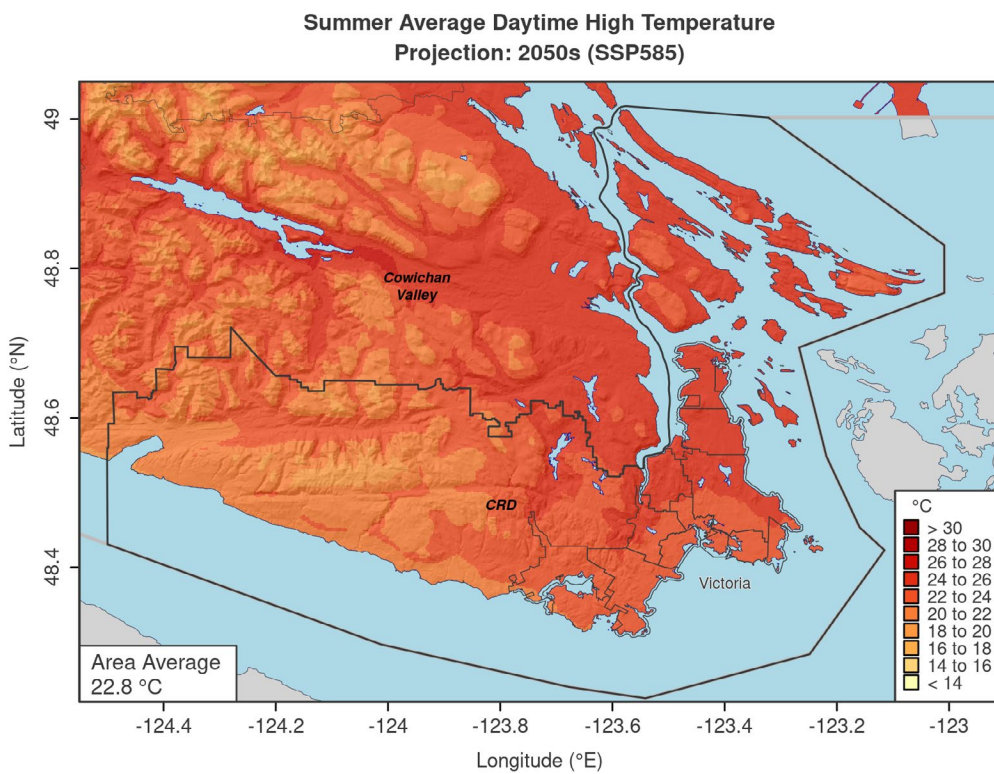 Summer Average Daytime High Temperature
Projection: 2050s (SSP585)
49
48.8
48.6
48.4
Latitude (°N)
Cowichan
Valley
CRD
Victoria
°C
> 30
28 to 30
26 to 28
24 to 26
22 to 24
20 to 22
18 to 20
16 to 18
14 to 16
< 14
Area Average
22.8 °C
-124.4
-124.2
-124
-123.8
-123.6
-123.4
-123.2
-123
Longitude (°E)